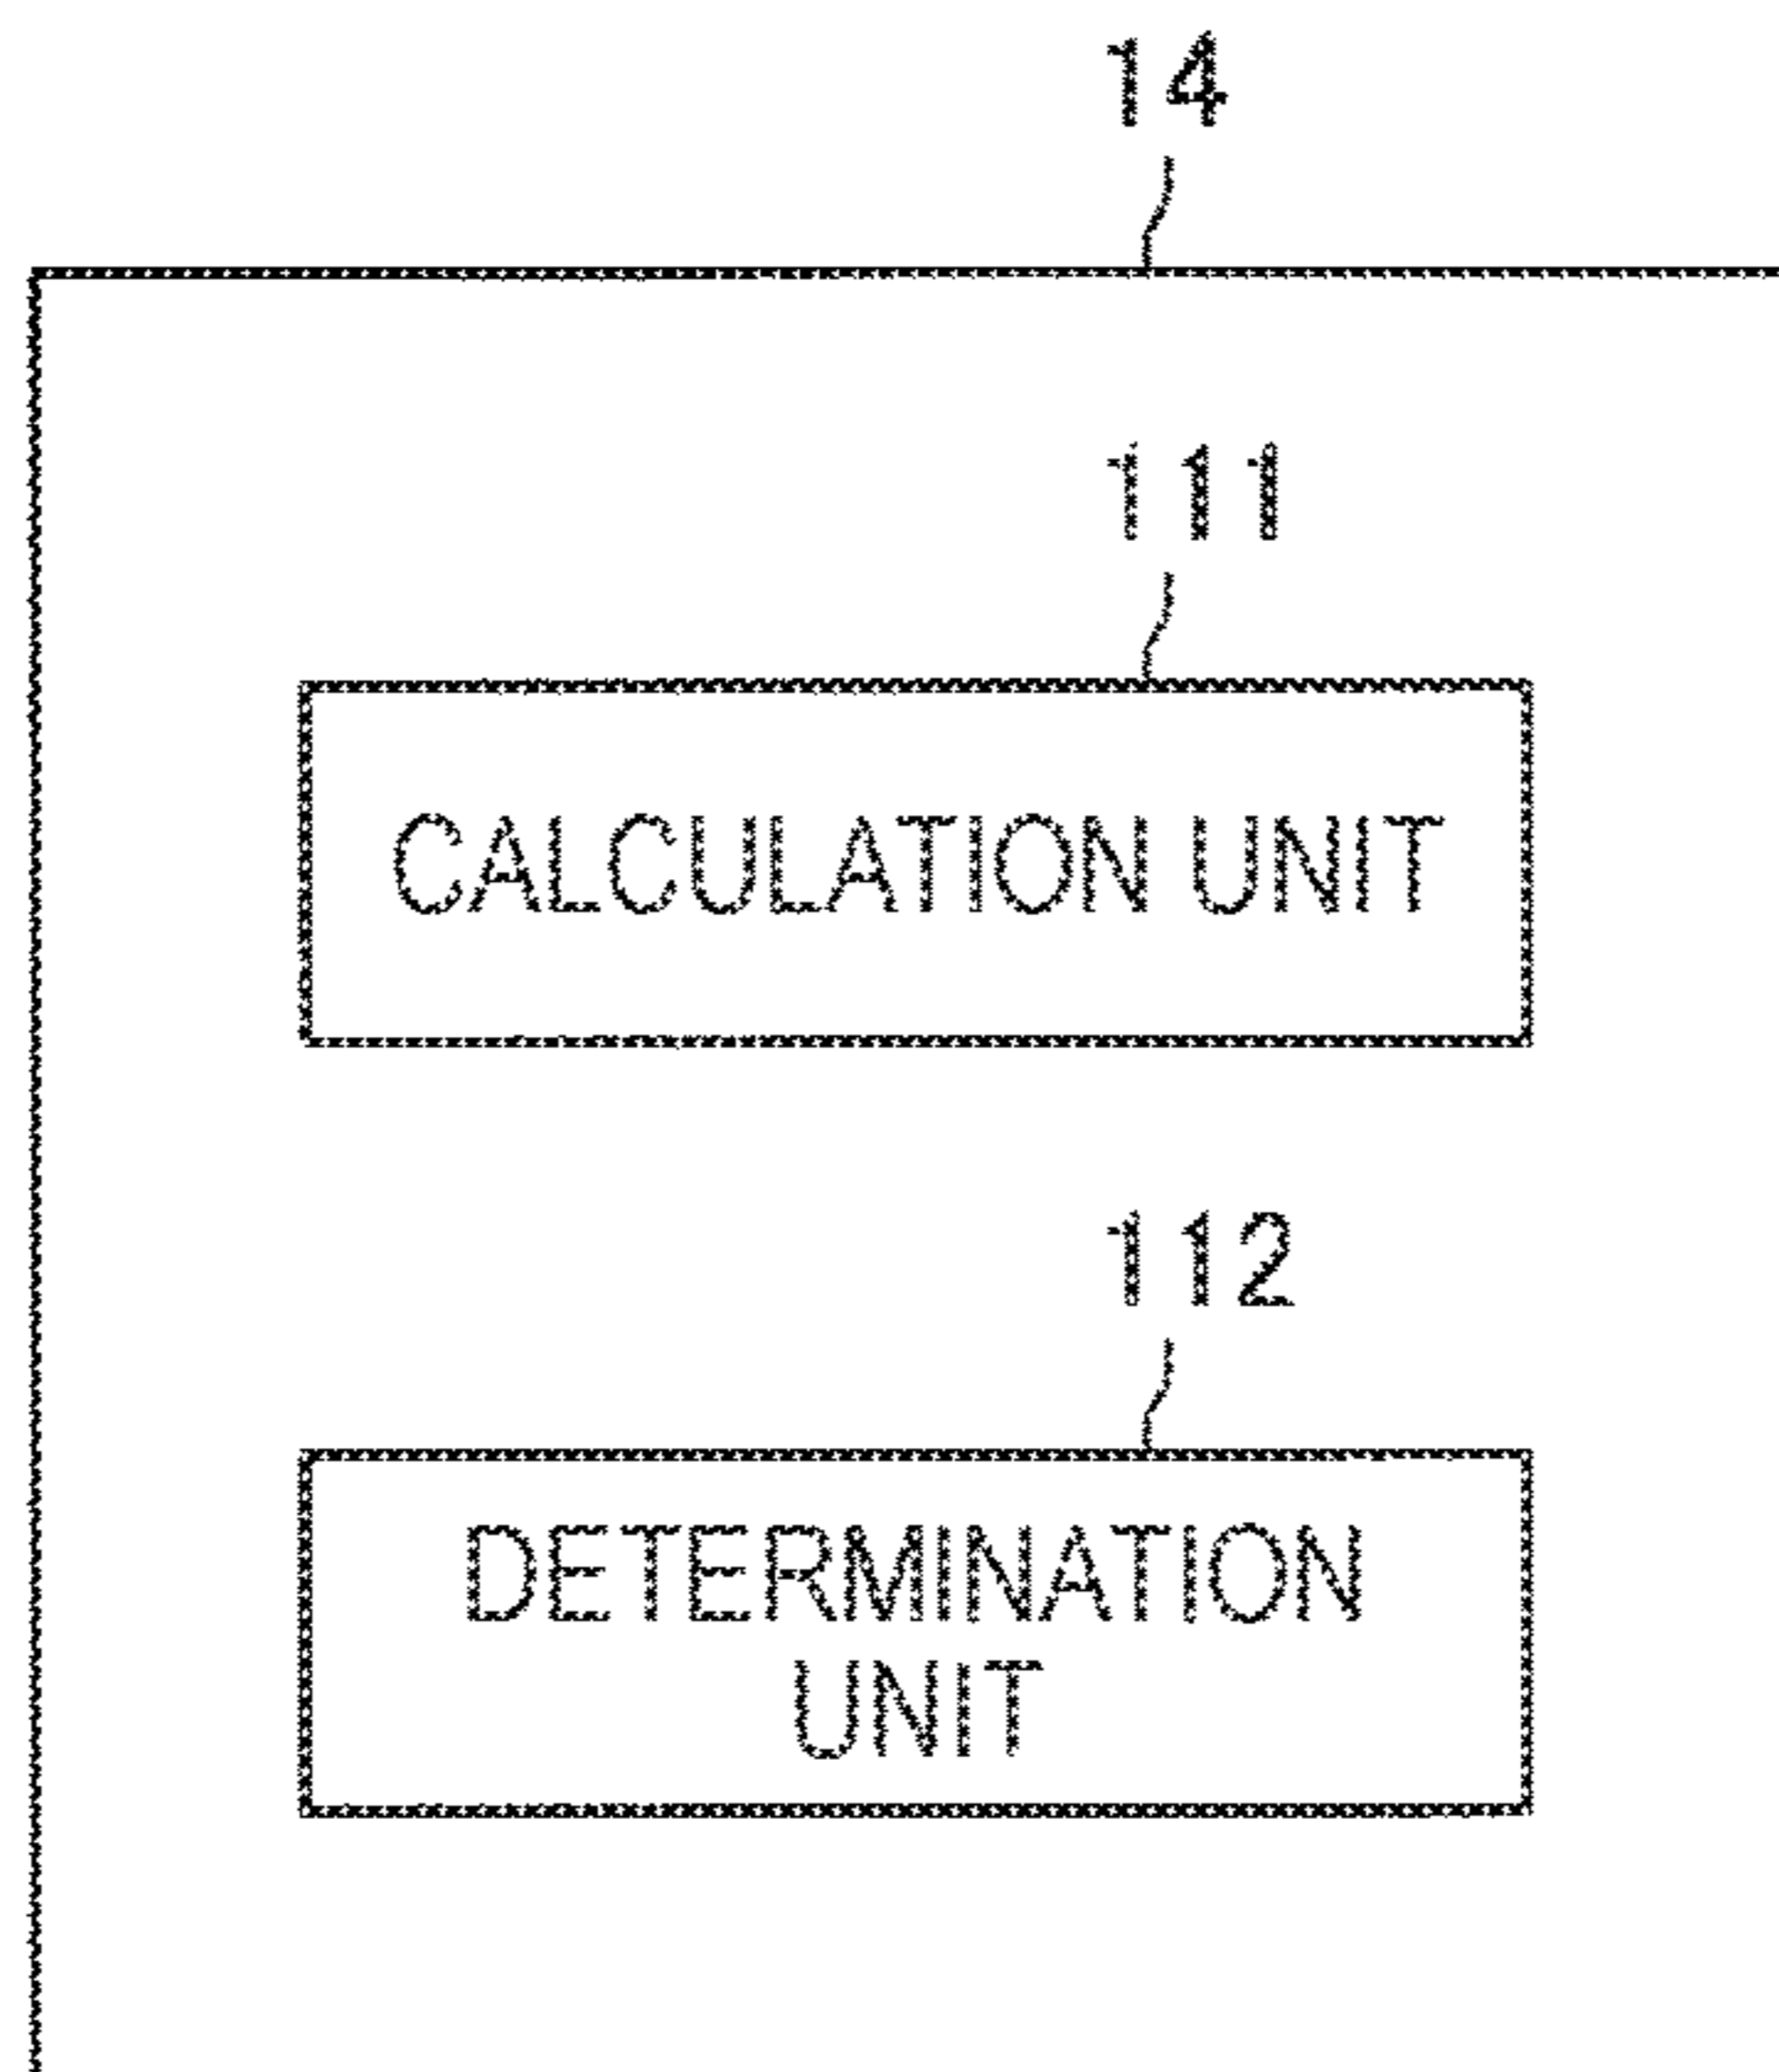 14
111
CALCULATION UNIT
112
DETERMINATION
UNIT